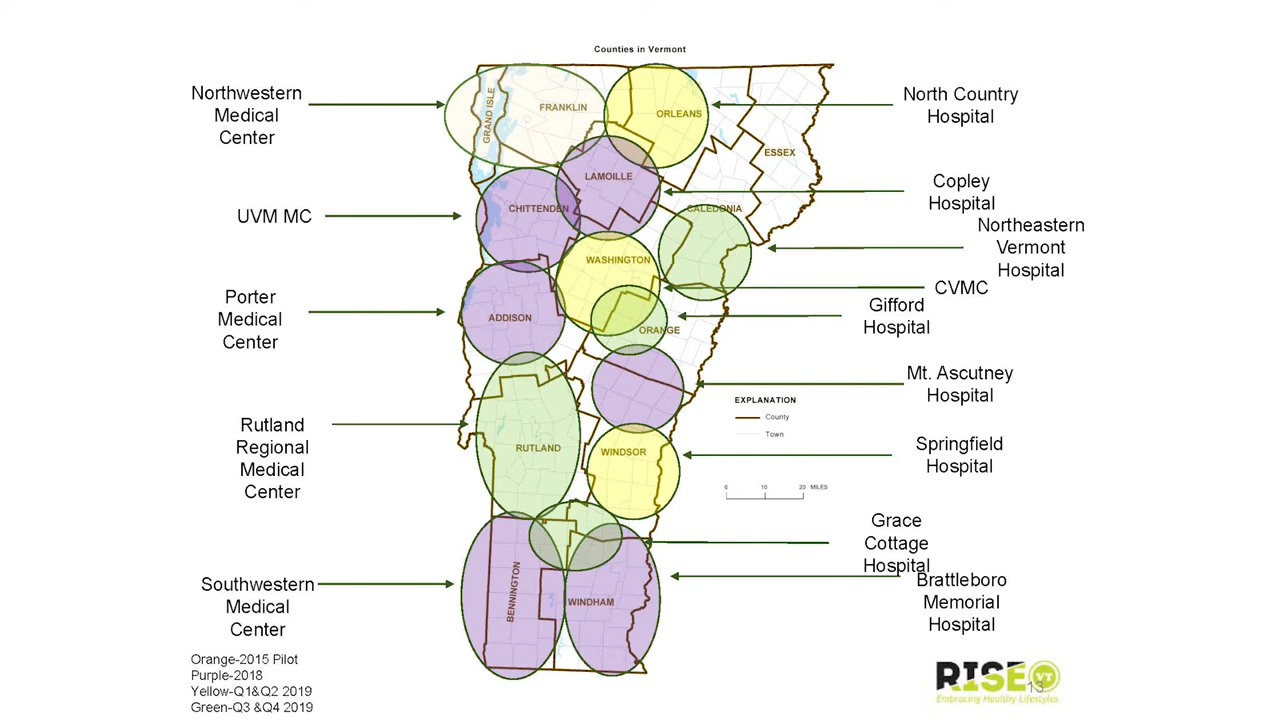 Counties in Vermont
Northwestern
Medical
Center
UVM MC
Porter
Medical
Center
Rutland
Regional
Medical
Center
Southwestern
Medical
Center
GRAND ISLE
FRANKLIN
ORLEANS
ESSEX
LAMOILLE
CHITTENDEN
CALEDONIA
WASHINGTON
ADDISON
ORANGE
RUTLAND
WINDSOR
BENNINGTON
WINDHAM
North Country
Hospital
Copley
Hospital
Northeastern
Vermont
Hospital
CVMC
Gifford
Hospital
Mt. Ascutney
Hospital
Springfield
Hospital
Grace
Cottage
Hospital
Brattleboro
Memorial
Hospital
EXPLANATION
County
Town
0 10 20 MILES
Orange-2015 Pilot
Purple-2018
Yellow-Q1&Q2 2019
Green-Q3 &Q4 2019
RISE VT
13
Embracing Healthy Lifestyles